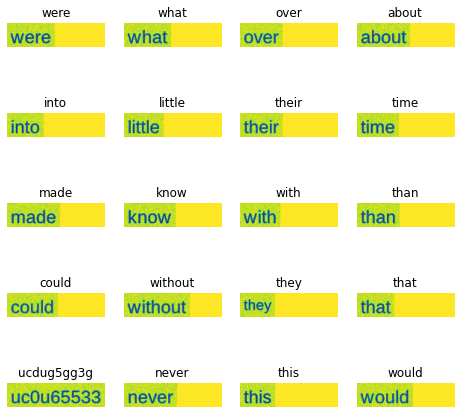 were what over about
were what over about
into little their time
into little their time
made know with than
made know with than
could without they that
could without they that
ucdug5gg3g never this would
uc0u65533 never this would